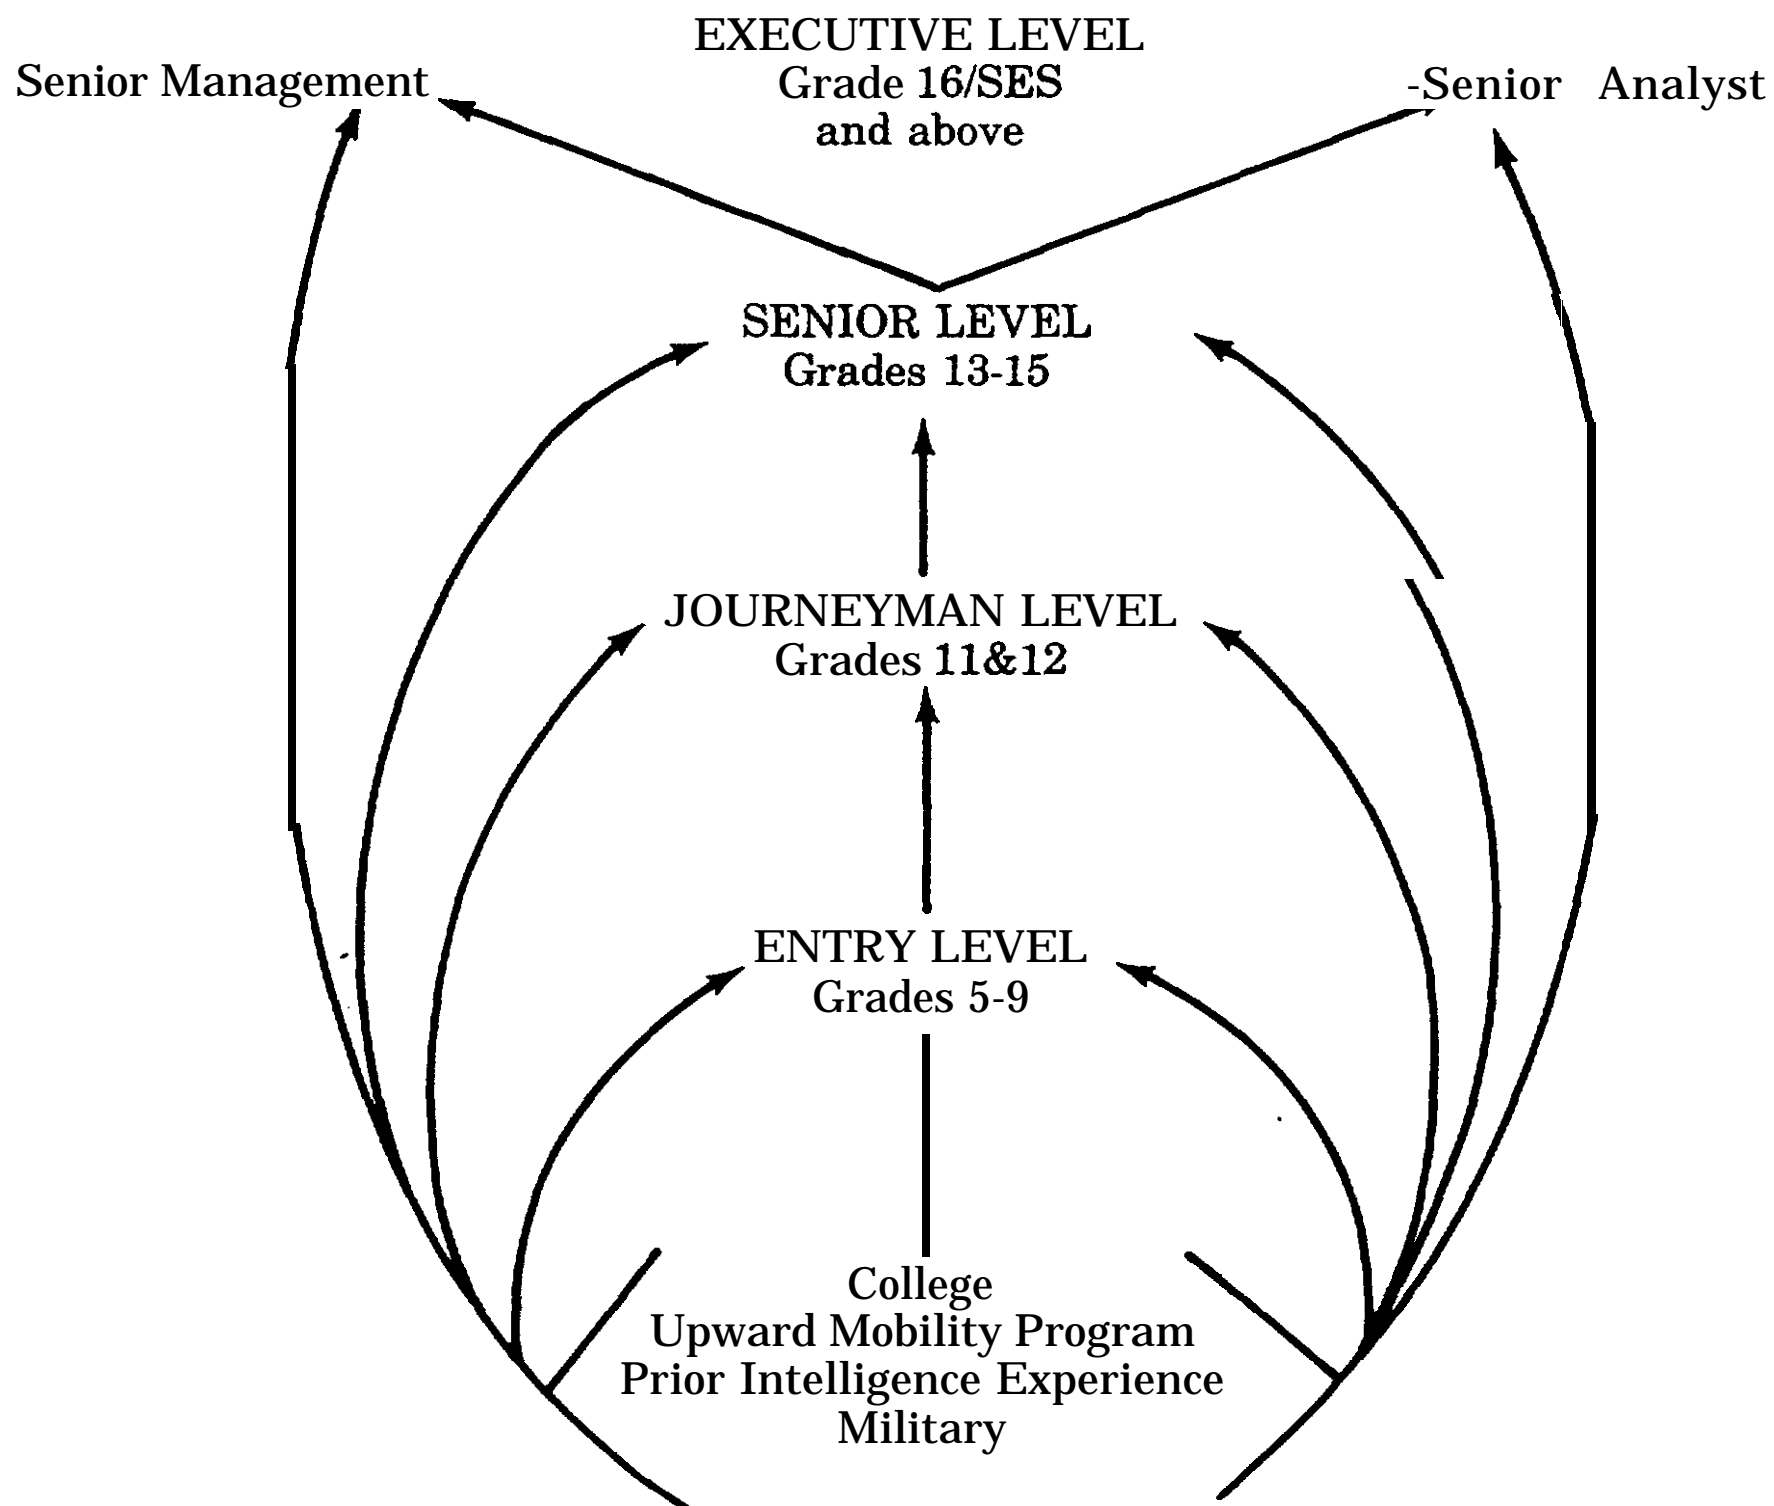 EXECUTIVE LEVEL
Senior Management
Grade 16/SES
-Senior Analyst
and above
SENIOR LEVEL
Grades 13-15
JOURNEYMAN LEVEL
Grades 11&12
ENTRY LEVEL
Grades 5-9
College
Upward Mobility Program
Prior Intelligence Experience
Military